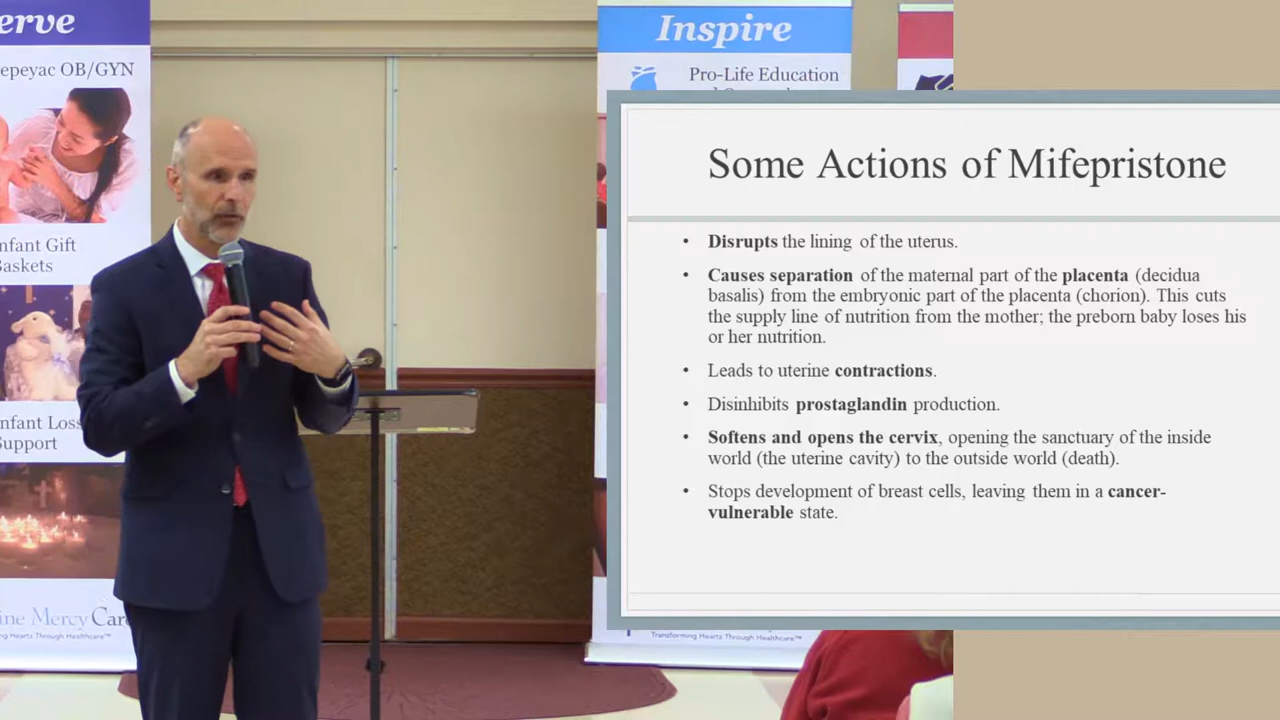 erve
epeyac OB/GYN
nfant Gift
Baskets
nfant Loss
Support
ine Mercy Car
ng Hearts Through Healthcare™
Inspire
Pro-Life Education
Transforming Hearts Through Healthcare™
Some Actions of Mifepristone
• Disrupts the lining of the uterus.
• Causes separation of the maternal part of the placenta (decidua
basalis) from the embryonic part of the placenta (chorion). This cuts
the supply line of nutrition from the mother; the preborn baby loses his
or her nutrition.
• Leads to uterine contractions.
• Disinhibits prostaglandin production.
• Softens and opens the cervix, opening the sanctuary of the inside
world (the uterine cavity) to the outside world (death).
• Stops development of breast cells, leaving them in a cancer-
vulnerable state.